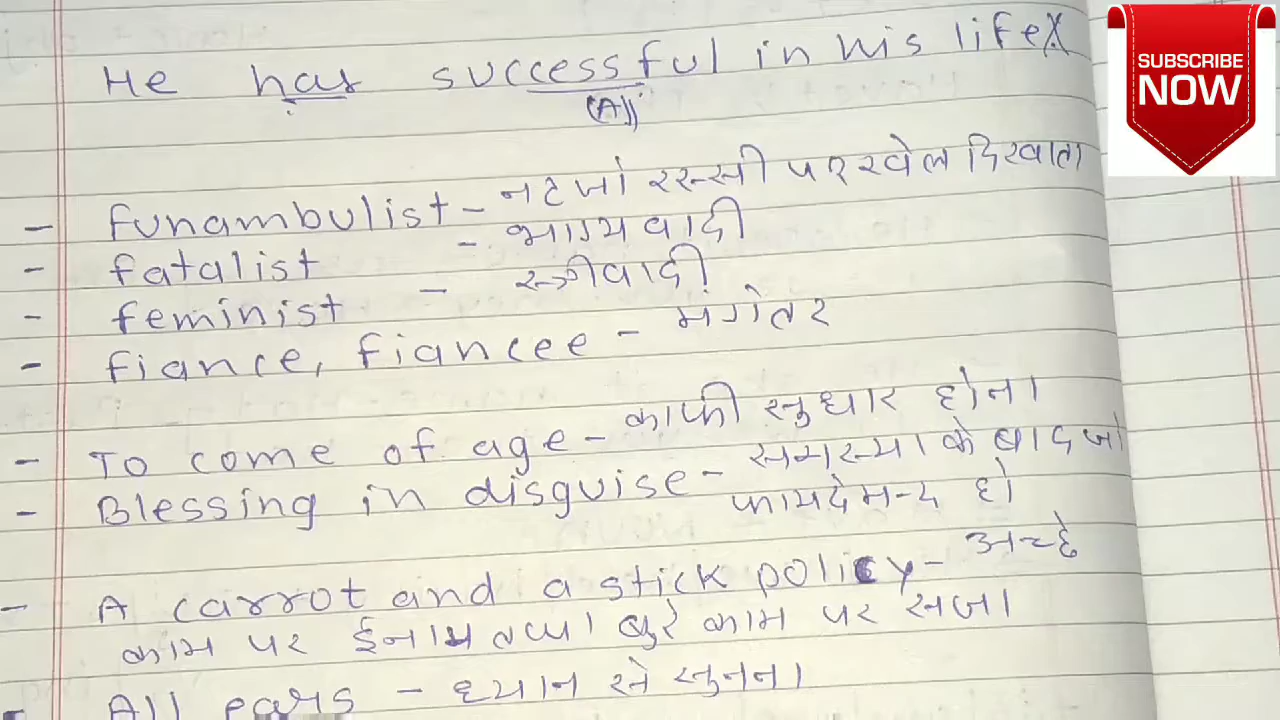 He has successful in his life X
(A)
SUBSCRIBE
NOW
- funambulist - नट जो रस्सी पर खेल दिखाता
- fatalist - भाग्यवादी
- feminist - स्त्रीवादी
- fiance, fiancee - मंगेतर
- To come of age - काफी सुधार होना
- Blessing in disguise - समस्या के बाद जो
फायदेमन्द हो
- A carrot and a stick policy - अच्छे
काम पर ईनाम तथा बुरे काम पर सजा
- All ears - ध्यान से सुनना